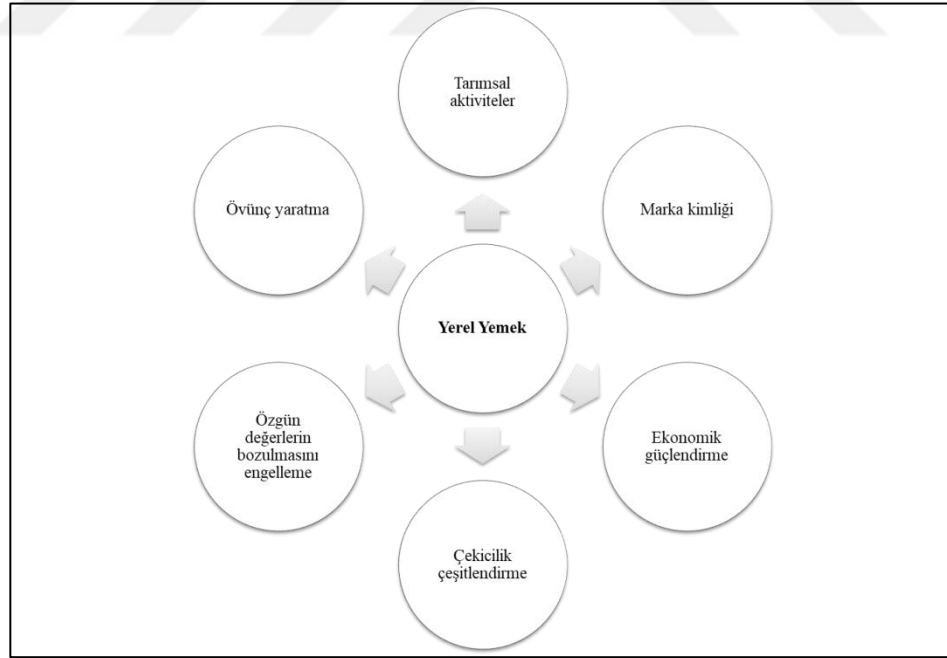 Tarımsal
aktiviteler
Övünç yaratma
Marka kimliği
Yerel Yemek
Özgün
değerlerin
bozulmasını
engelleme
Ekonomik
güçlendirme
Çekicilik
çeşitlendirme